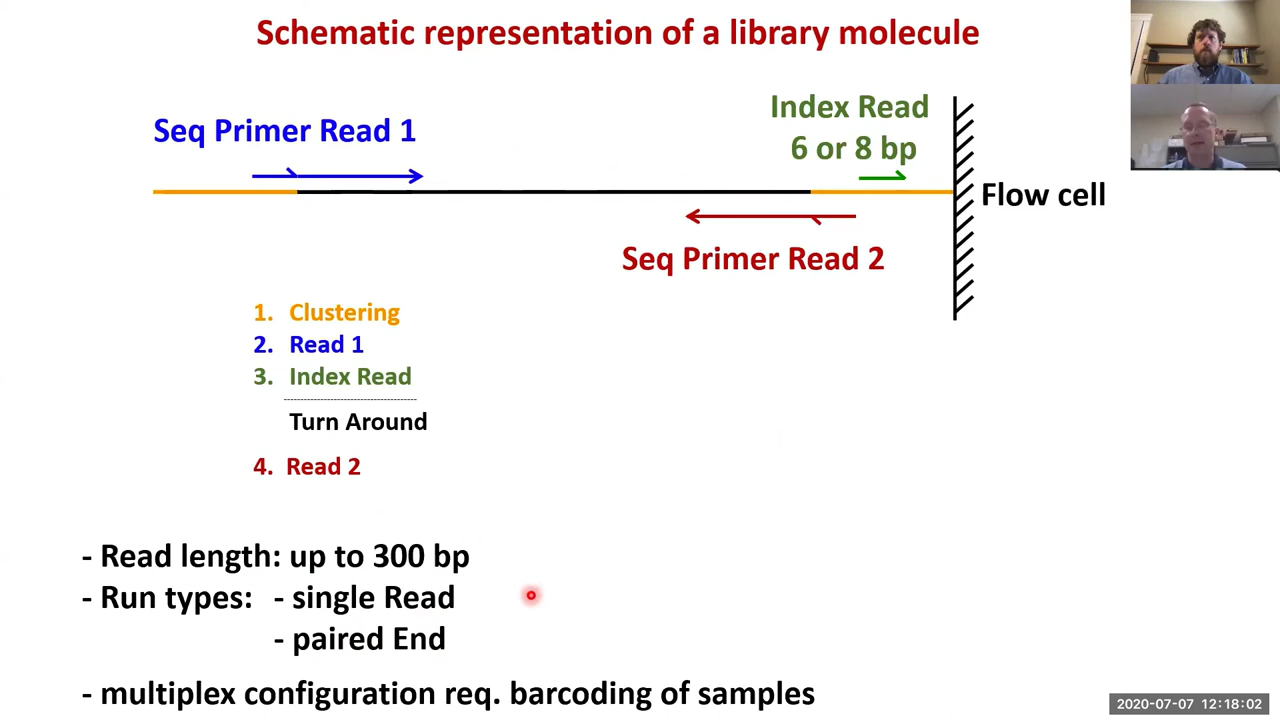 Schematic representation of a library molecule
Seq Primer Read 1
Index Read
6 or 8 bp
Flow cell
Seq Primer Read 2
1. Clustering
2. Read 1
3. Index Read
Turn Around
4. Read 2
- Read length: up to 300 bp
- Run types: - single Read
- paired End
- multiplex configuration req. barcoding of samples
2020-07-07 12:18:02